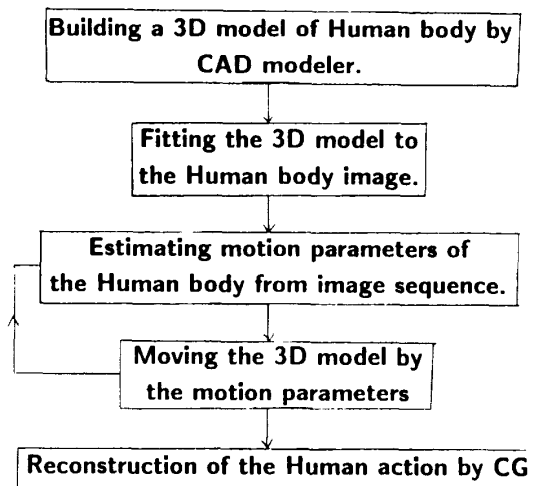 Building a 3D model of Human body by
CAD modeler.
Fitting the 3D model to
the Human body image.
Estimating motion parameters of
the Human body from image sequence.
Moving the 3D model by
the motion parameters
Reconstruction of the Human action by CG